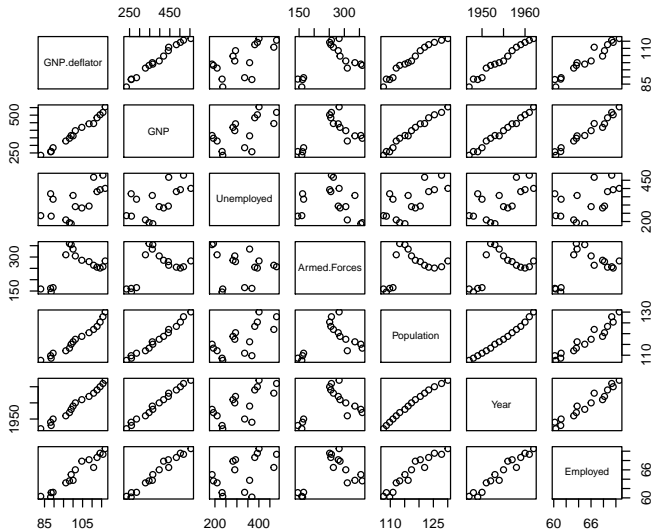 250 450
150 300
1950 1960
GNP.deflator
85 110
250 500
GNP
Unemployed
200 450
150 300
Armed.Forces
Population
110 130
1950
Year
Employed
60 66
85 105
200 400
110 125
60 66